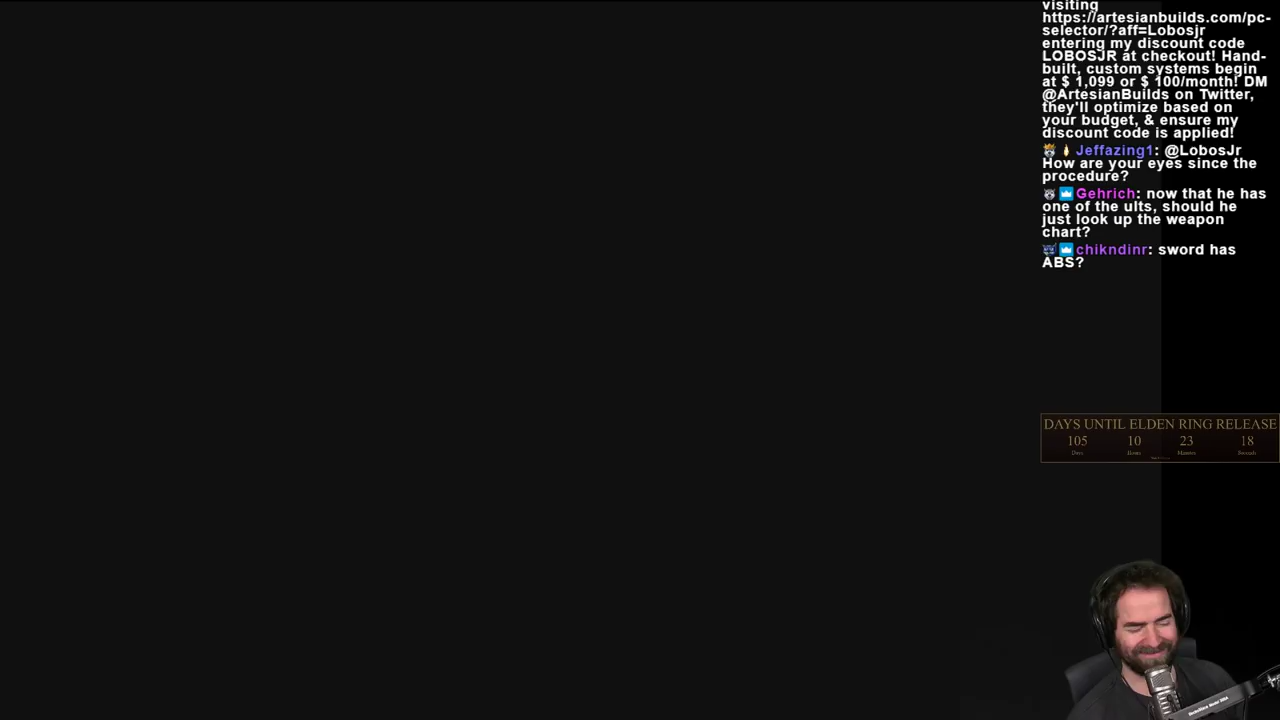 visiting
https://artesianbuilds.com/pc-
selector/?aff=Lobosjr
entering my discount code
LOBOSJR at checkout! Hand-
built, custom systems begin
at $ 1,099 or $ 100/month! DM
@ArtesianBuilds on Twitter,
they'll optimize based on
your budget, & ensure my
discount code is applied!
Jeffazing1: @LobosJr
How are your eyes since the
procedure?
Gehrich: now that he has
one of the ults, should he
just look up the weapon
chart?
chikndinr: sword has
ABS?
DAYS UNTIL ELDEN RING RELEASE
105 10 23 18
Days Hours Minutes Seconds